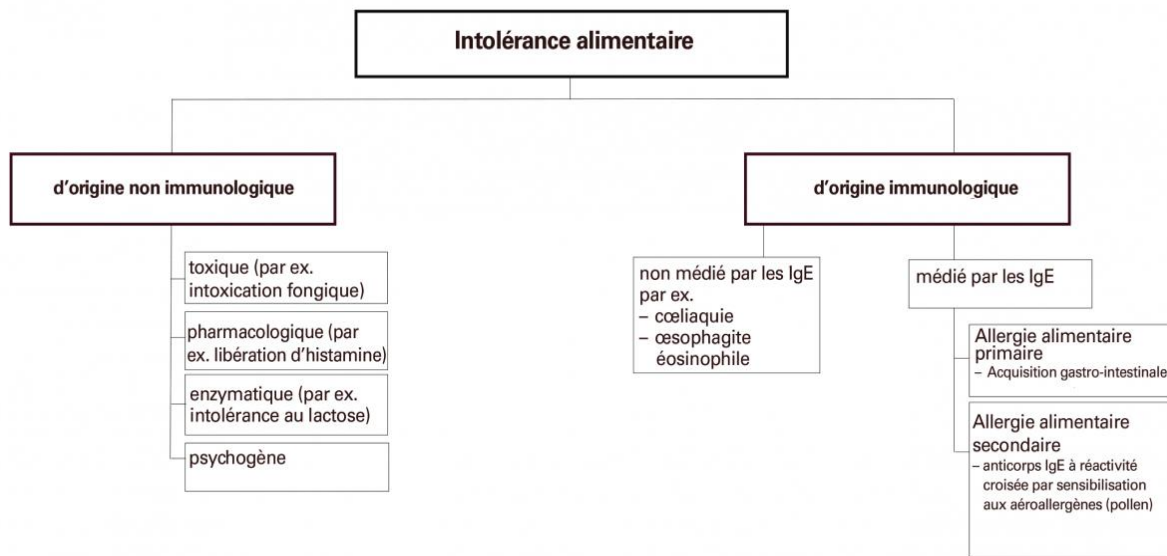 Intolérance alimentaire
d'origine non immunologique
toxique (par ex.
intoxication fongique)
pharmacologique (par
ex. libération d'histamine)
enzymatique (par ex.
intolérance au lactose)
psychogène
d'origine immunologique
non médié par les IgE
par ex.
– cœliaquie
– œsophagite
éosinophile
médié par les IgE
Allergie alimentaire
primaire
– Acquisition gastro-intestinale
Allergie alimentaire
secondaire
– anticorps IgE à réactivité
croisée par sensibilisation
aux aéroallergènes (pollen)